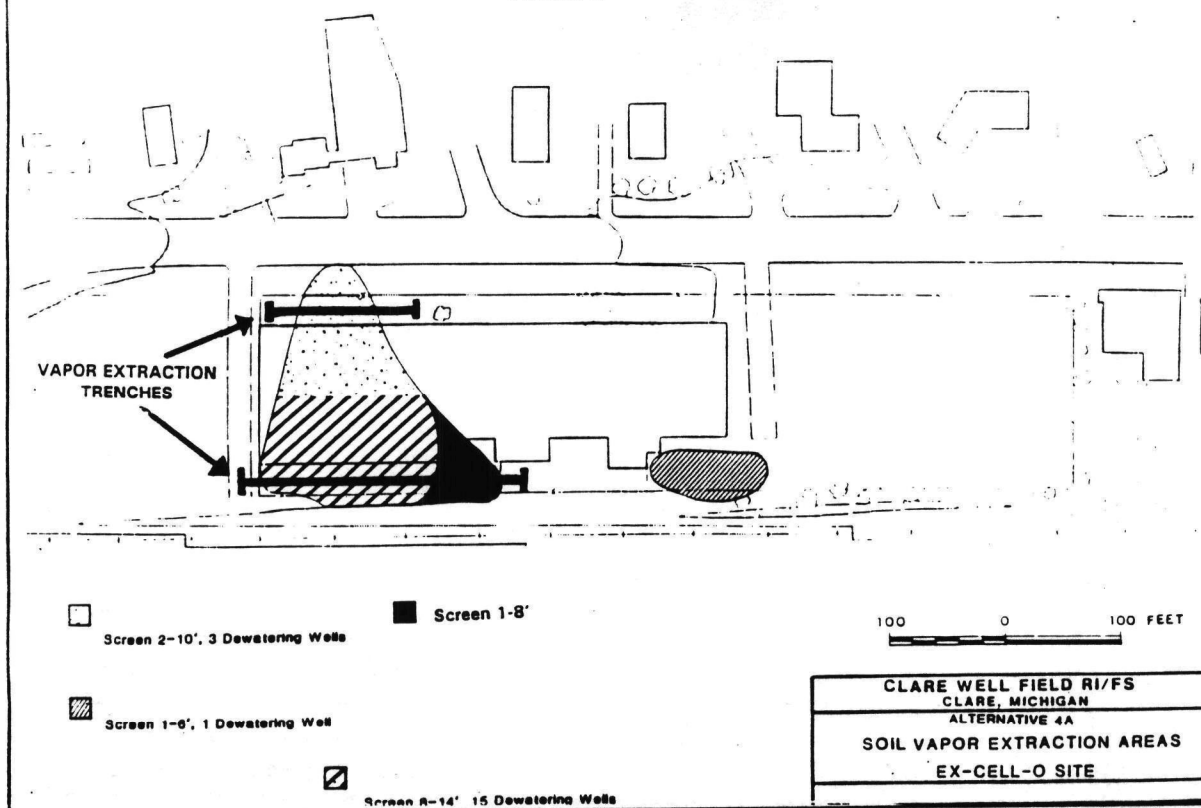 VAPOR EXTRACTION
TRENCHES
Screen 2-10', 3 Dewatering Wells
Screen 1-8'
100 0 100 FEET
Screen 1-6', 1 Dewatering Well
Screen 8-14' 15 Dewatering Wells
CLARE WELL FIELD RI/FS
CLARE, MICHIGAN
ALTERNATIVE 4A
SOIL VAPOR EXTRACTION AREAS
EX-CELL-O SITE